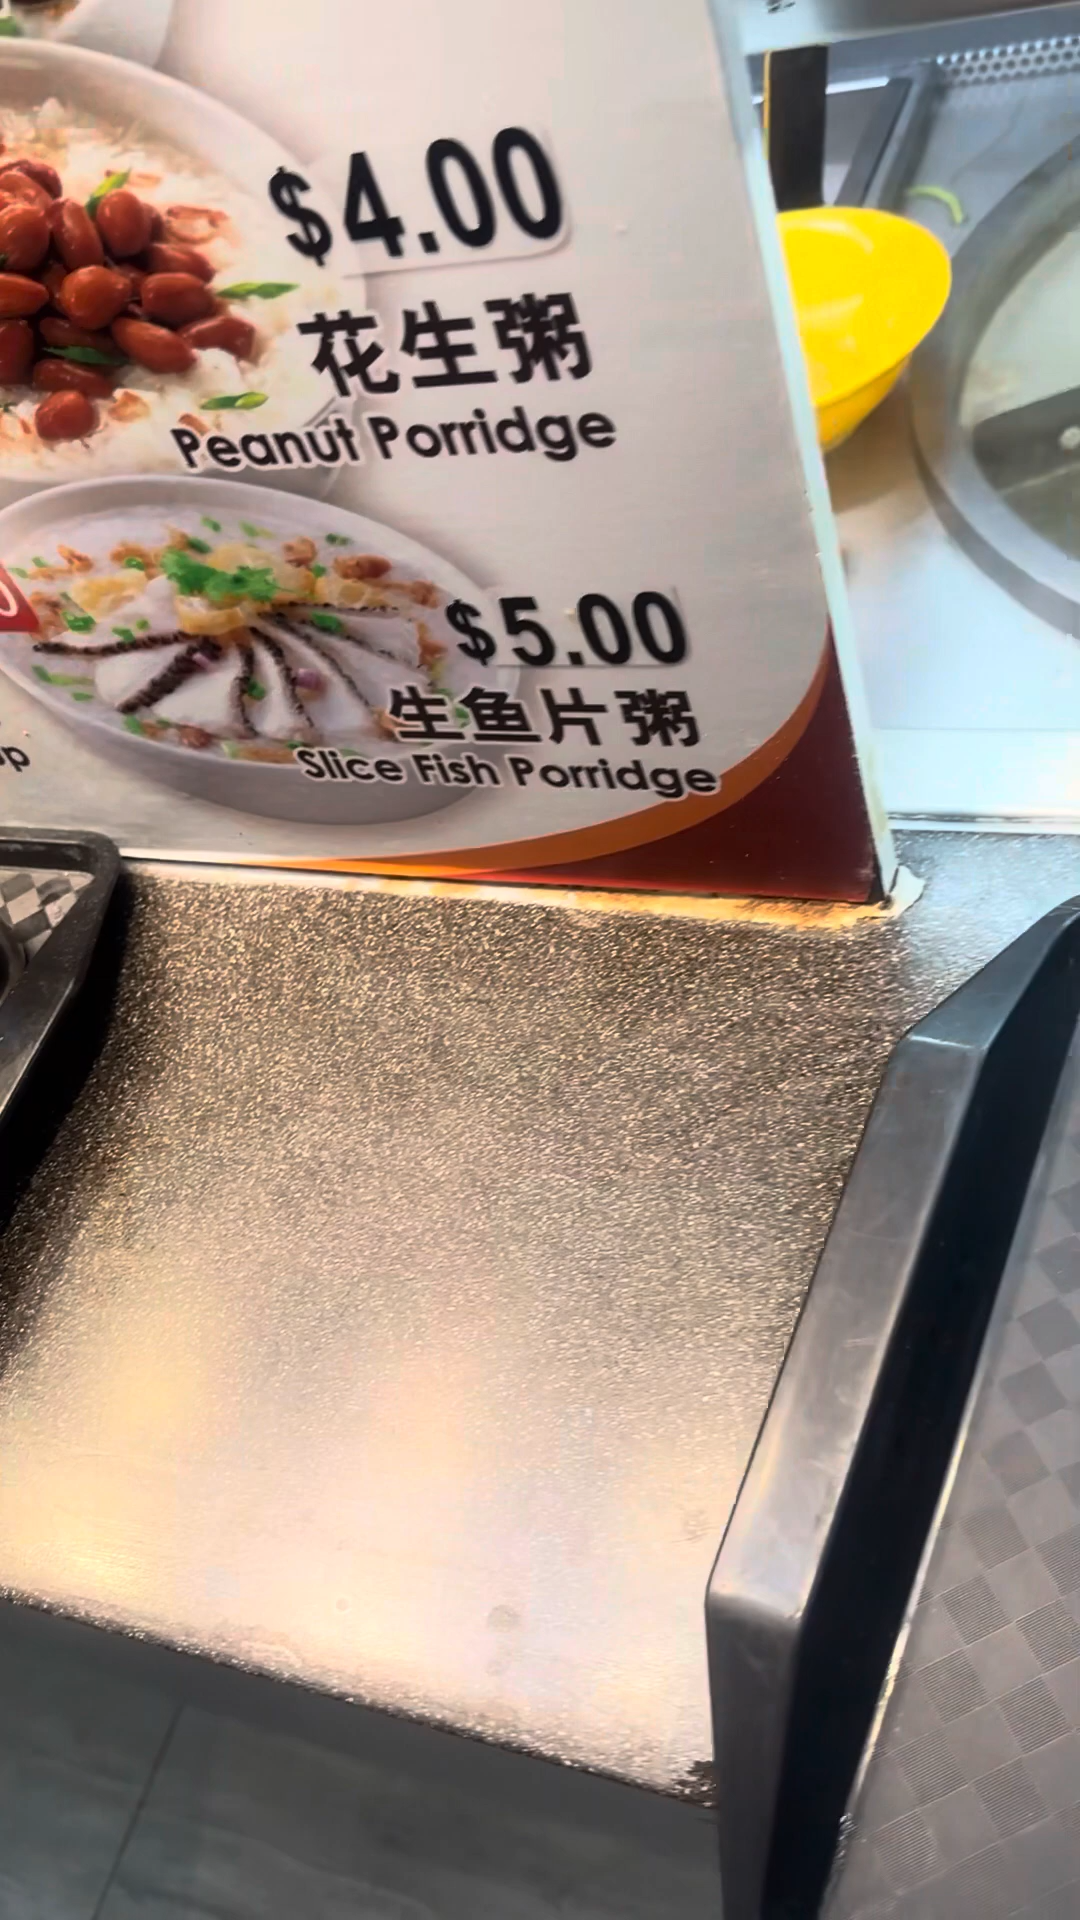 $4.00
花生粥
Peanut Porridge
$5.00
生鱼片粥
Slice Fish Porridge